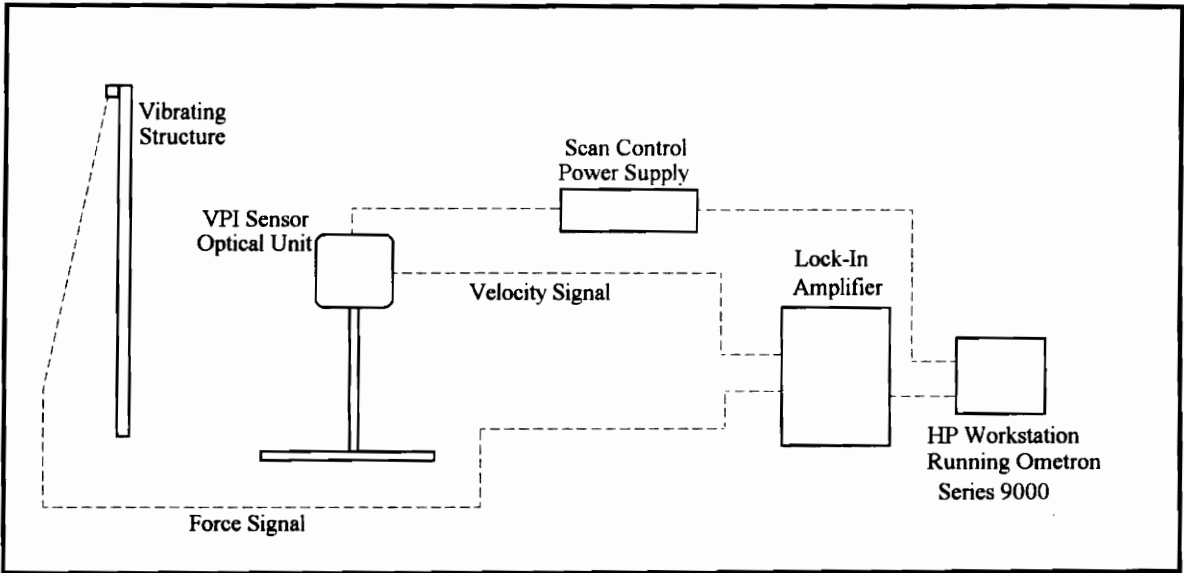 Vibrating
Structure
Scan Control
Power Supply
VPI Sensor
Optical Unit
Velocity Signal
Lock-In
Amplifier
HP Workstation
Running Ometron
Series 9000
Force Signal